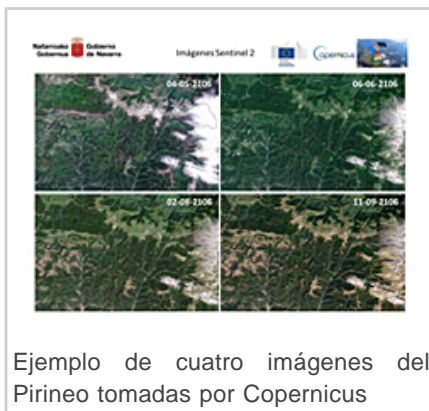 Nafarroako Gobierno
Gobernua de Navarra
Imágenes Sentinel 2
opernicus
04-05-2106
06-06-2106
02-08-2106
11-09-2106
Ejemplo de cuatro imágenes del
Pirineo tomadas por Copernicus